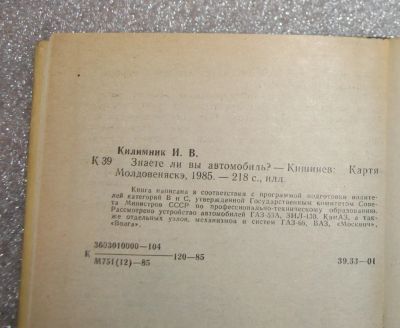 Килимник И. В.
К 39 Знаете ли вы автомобиль? — Кишинев: Картя
Молдовеняскэ, 1985. — 218 с., илл.
Книга написана в соответствии с программой подготовки водите-
лей категорий В и С, утвержденной Государственным комитетом Сове-
та Министров СССР по профессионально-техническому образованию.
Рассмотрено устройство автомобилей ГАЗ-53А, ЗИЛ-130, КамАЗ, а так-
же отдельных узлов, механизмов и систем ГАЗ-66, ВАЗ, «Москвич»,
«Волга».
3603010000—104
К 120—85
М751(12)—85
39.33—01